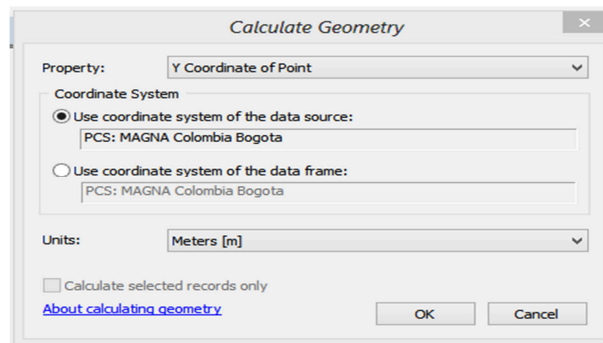 Calculate Geometry
Property: Y Coordinate of Point
Coordinate System
Use coordinate system of the data source:
PCS: MAGNA Colombia Bogota
Use coordinate system of the data frame:
PCS: MAGNA Colombia Bogota
Units: Meters [m]
Calculate selected records only
About calculating geometry OK Cancel